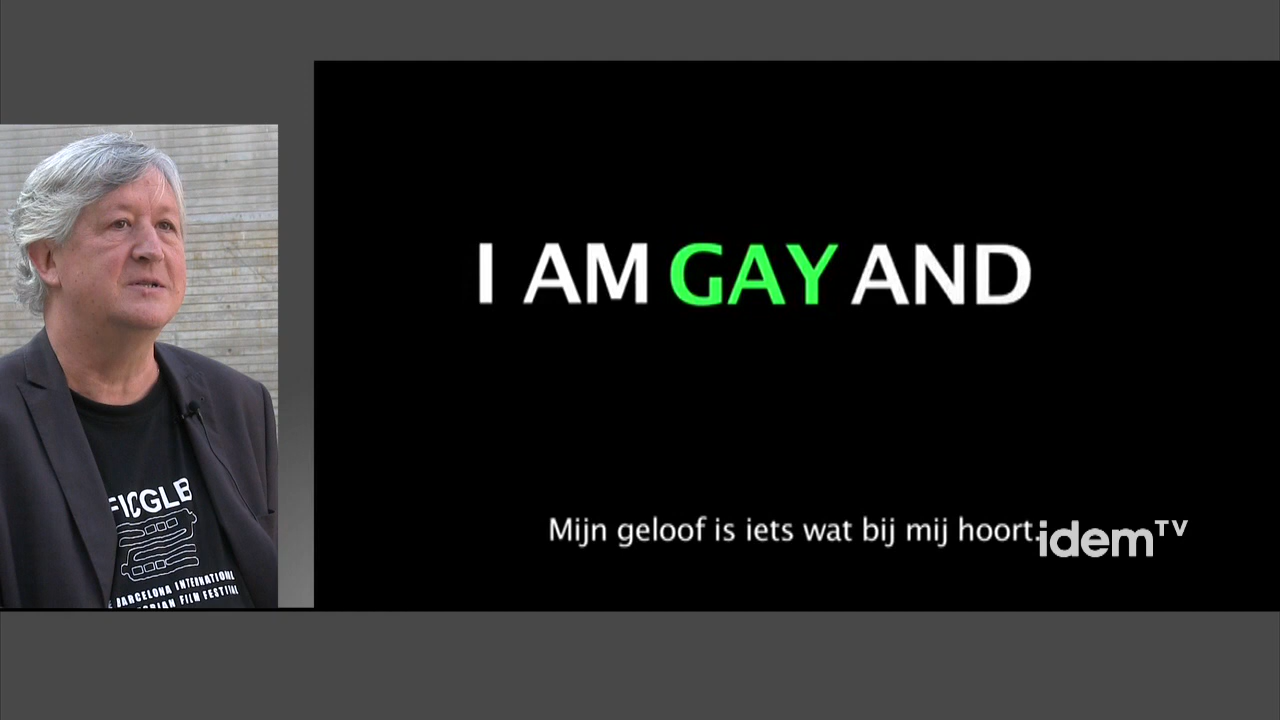 I AM GAY AND
Mijn geloof is iets wat bij mij hoort.
idemTV
FICGLB
BARCELONA INTERNATIONAL
FILM FESTIVAL